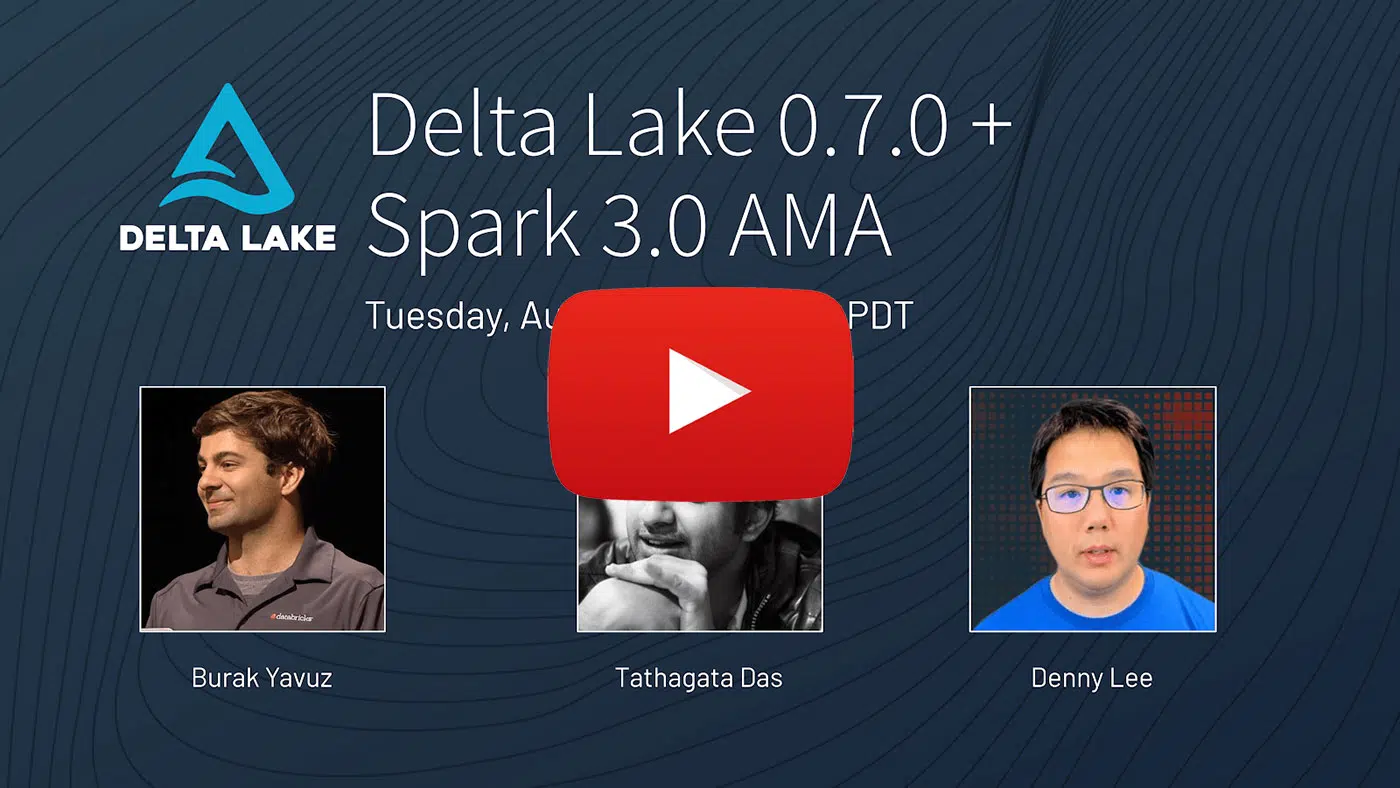 DELTA LAKE
Delta Lake 0.7.0 +
Spark 3.0 AMA
Tuesday, PDT
databricks
Burak Yavuz
Tathagata Das
Denny Lee